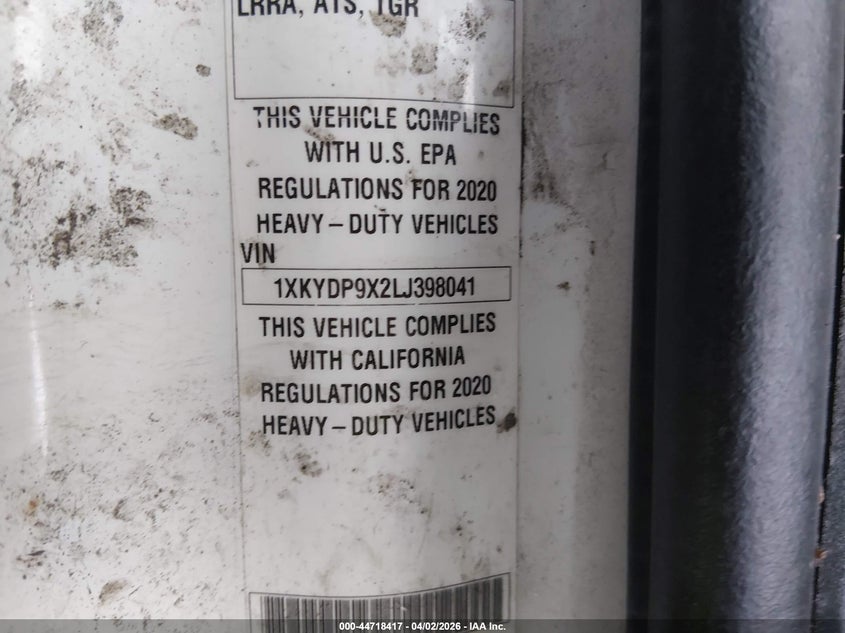 LRRA, ATS, TGR
THIS VEHICLE COMPLIES
WITH U.S. EPA
REGULATIONS FOR 2020
HEAVY – DUTY VEHICLES
VIN
1XKYDP9X2LJ398041
THIS VEHICLE COMPLIES
WITH CALIFORNIA
REGULATIONS FOR 2020
HEAVY – DUTY VEHICLES
000-44718417 - 04/02/2026 - IAA Inc.